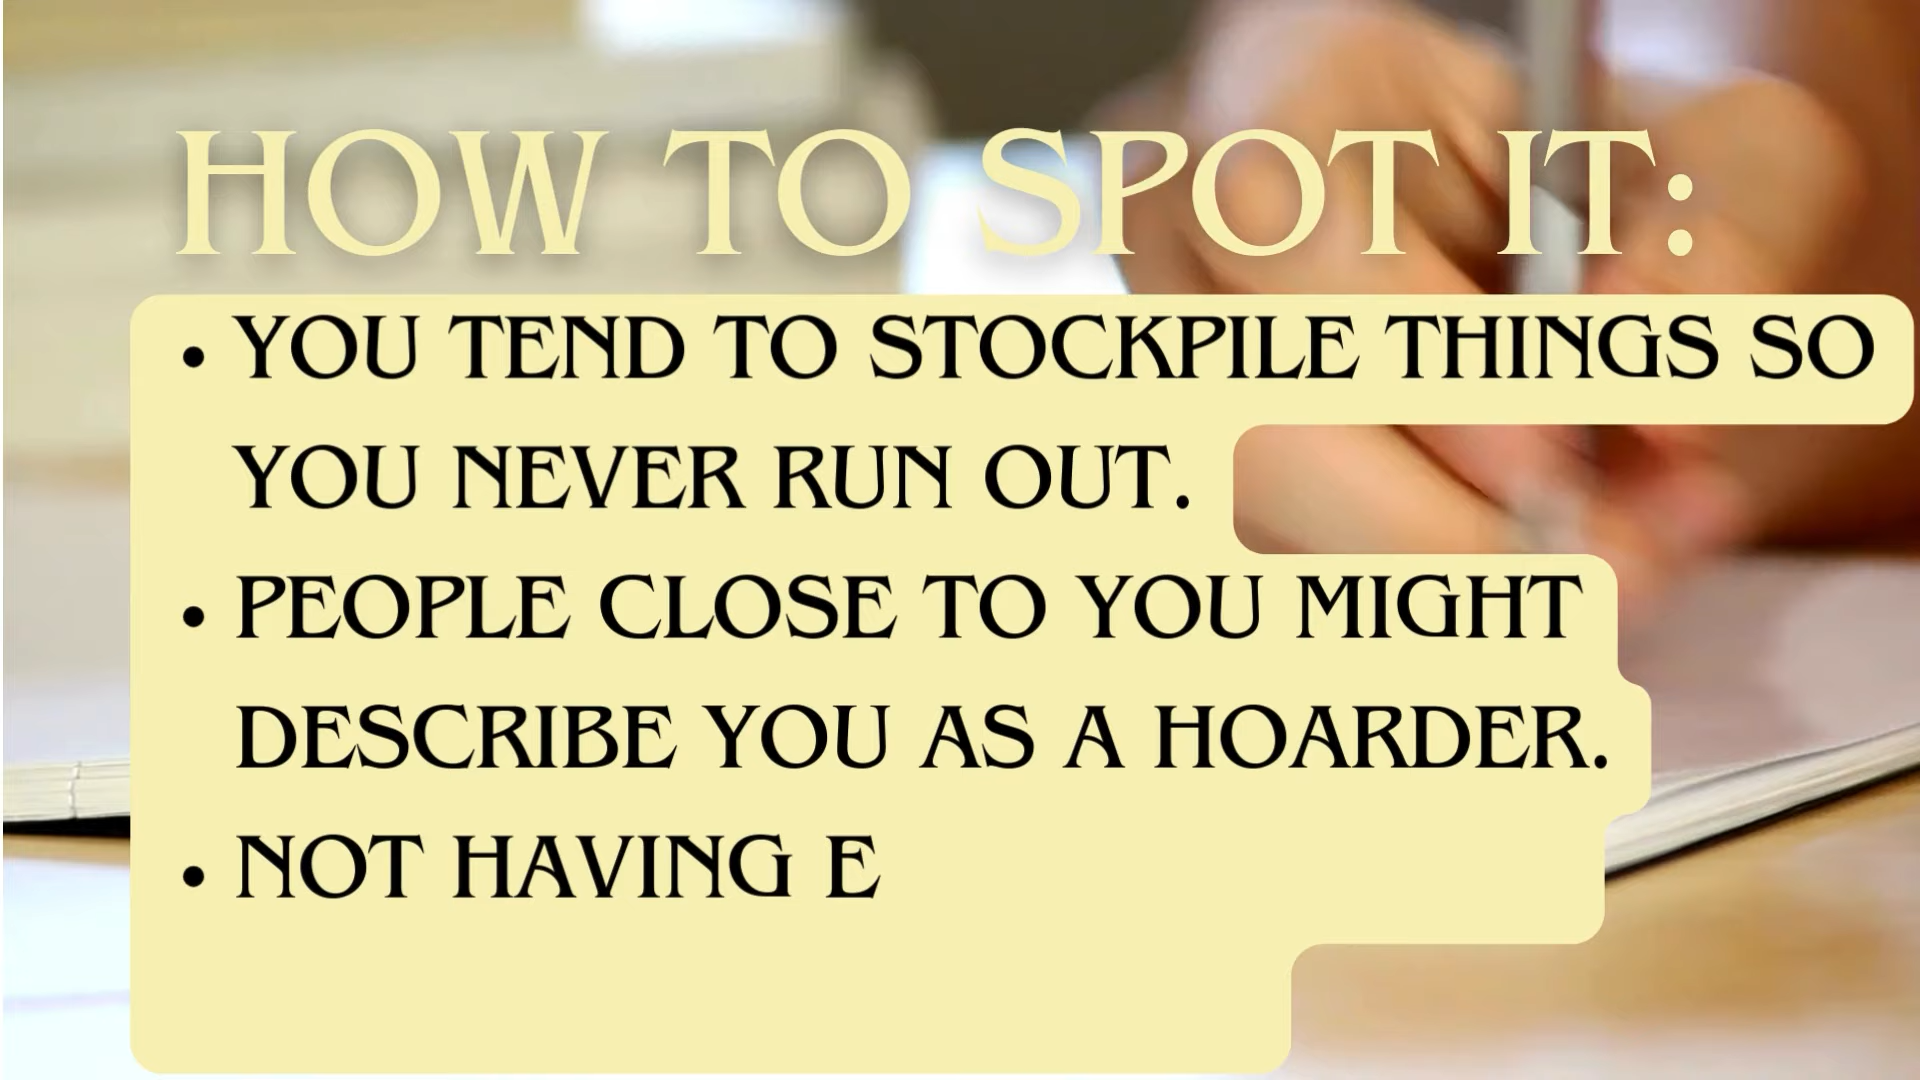 HOW TO SPOT IT:
• YOU TEND TO STOCKPILE THINGS SO
YOU NEVER RUN OUT.
• PEOPLE CLOSE TO YOU MIGHT
DESCRIBE YOU AS A HOARDER.
• NOT HAVING E